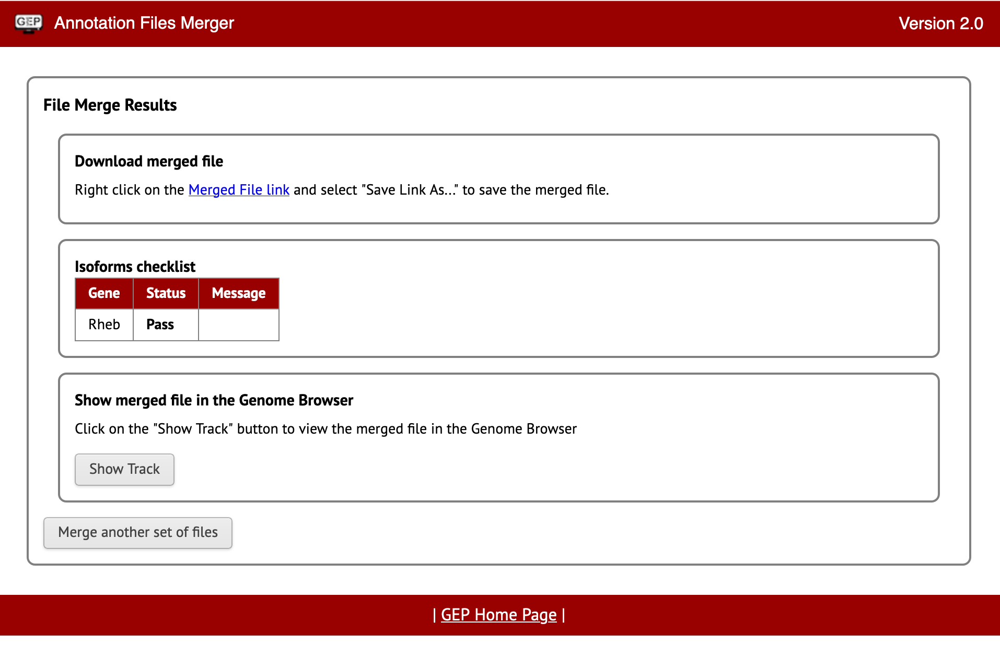 GEP Annotation Files Merger Version 2.0
File Merge Results
Download merged file
Right click on the Merged File link and select "Save Link As..." to save the merged file.
Isoforms checklist
Gene Status Message
Rheb Pass
Show merged file in the Genome Browser
Click on the "Show Track" button to view the merged file in the Genome Browser
Show Track
Merge another set of files
| GEP Home Page |